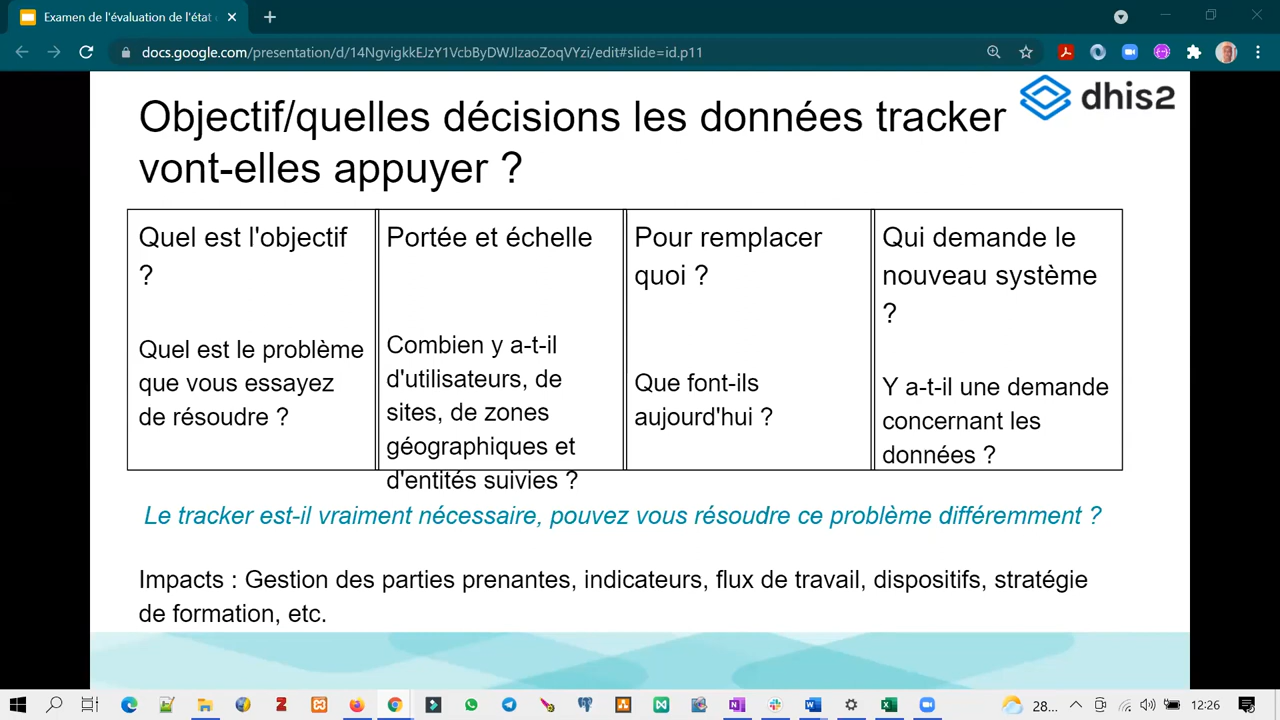 Examen de l'évaluation de l'état
docs.google.com/presentation/d/14NgvigkkEJzY1VcbByDWJlzaoZoqVYzi/edit#slide=id.p11
dhis2
Objectif/quelles décisions les données tracker
vont-elles appuyer ?
Quel est l'objectif
?
Quel est le problème
que vous essayez
de résoudre ?
Portée et échelle
Combien y a-t-il
d'utilisateurs, de
sites, de zones
géographiques et
d'entités suivies ?
Pour remplacer
quoi ?
Que font-ils
aujourd'hui ?
Qui demande le
nouveau système
?
Y a-t-il une demande
concernant les
données ?
Le tracker est-il vraiment nécessaire, pouvez vous résoudre ce problème différemment ?
Impacts : Gestion des parties prenantes, indicateurs, flux de travail, dispositifs, stratégie
de formation, etc.
28...
12:26